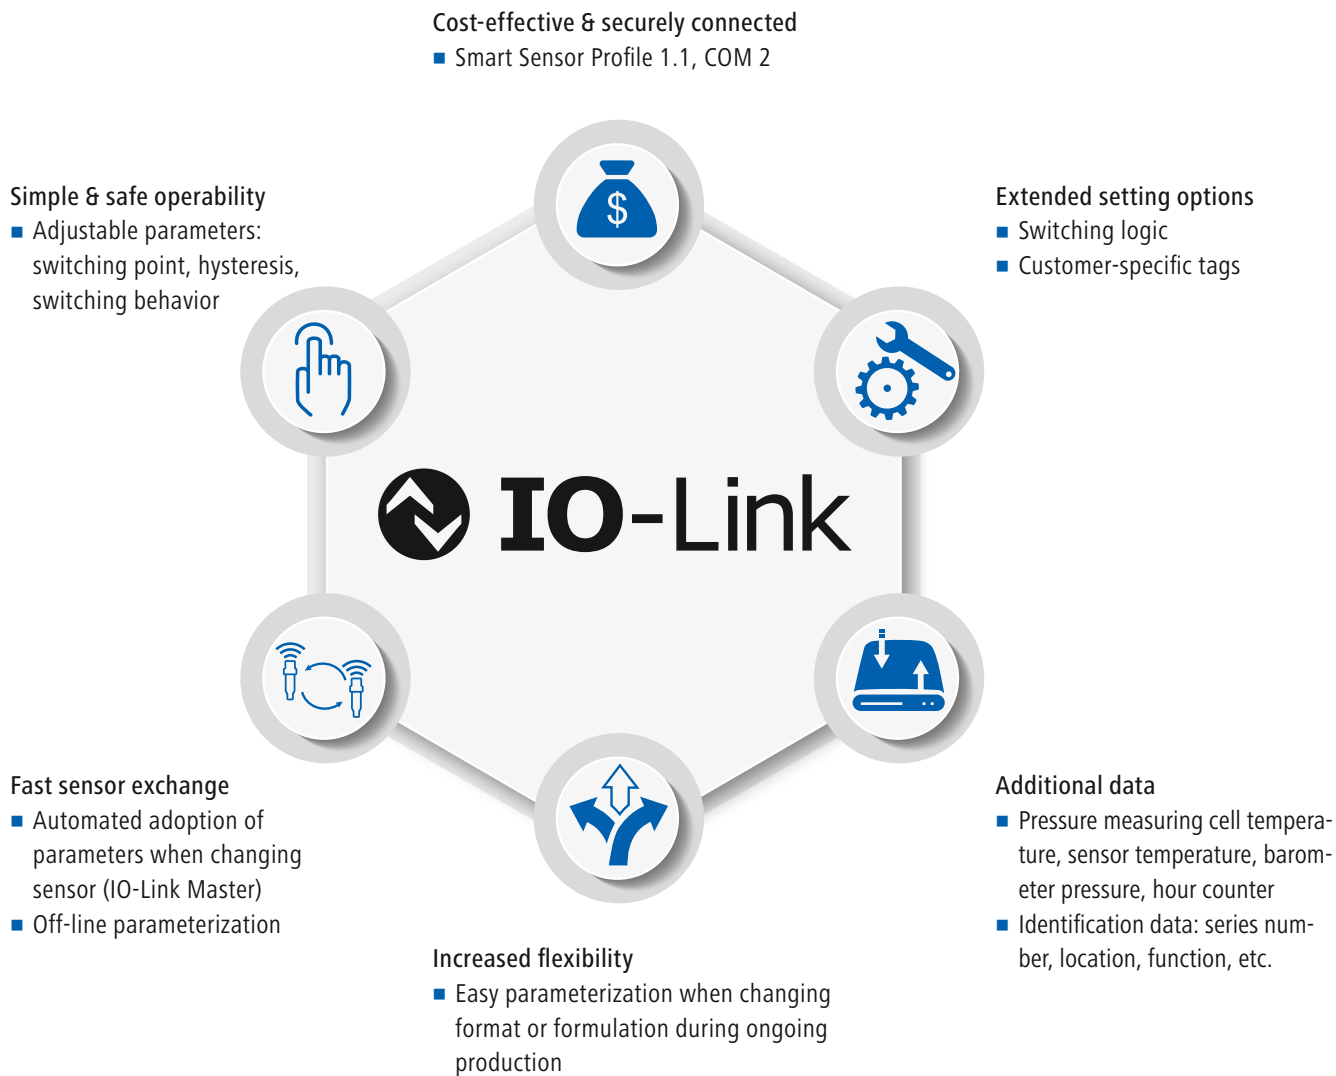 Cost-effective & securely connected
■ Smart Sensor Profile 1.1, COM 2
Simple & safe operability
■ Adjustable parameters:
switching point, hysteresis,
switching behavior
Extended setting options
■ Switching logic
■ Customer-specific tags
$
IO-Link
Fast sensor exchange
■ Automated adoption of
parameters when changing
sensor (IO-Link Master)
■ Off-line parameterization
Additional data
■ Pressure measuring cell tempera-
ture, sensor temperature, barom-
eter pressure, hour counter
■ Identification data: series num-
ber, location, function, etc.
Increased flexibility
■ Easy parameterization when changing
format or formulation during ongoing
production